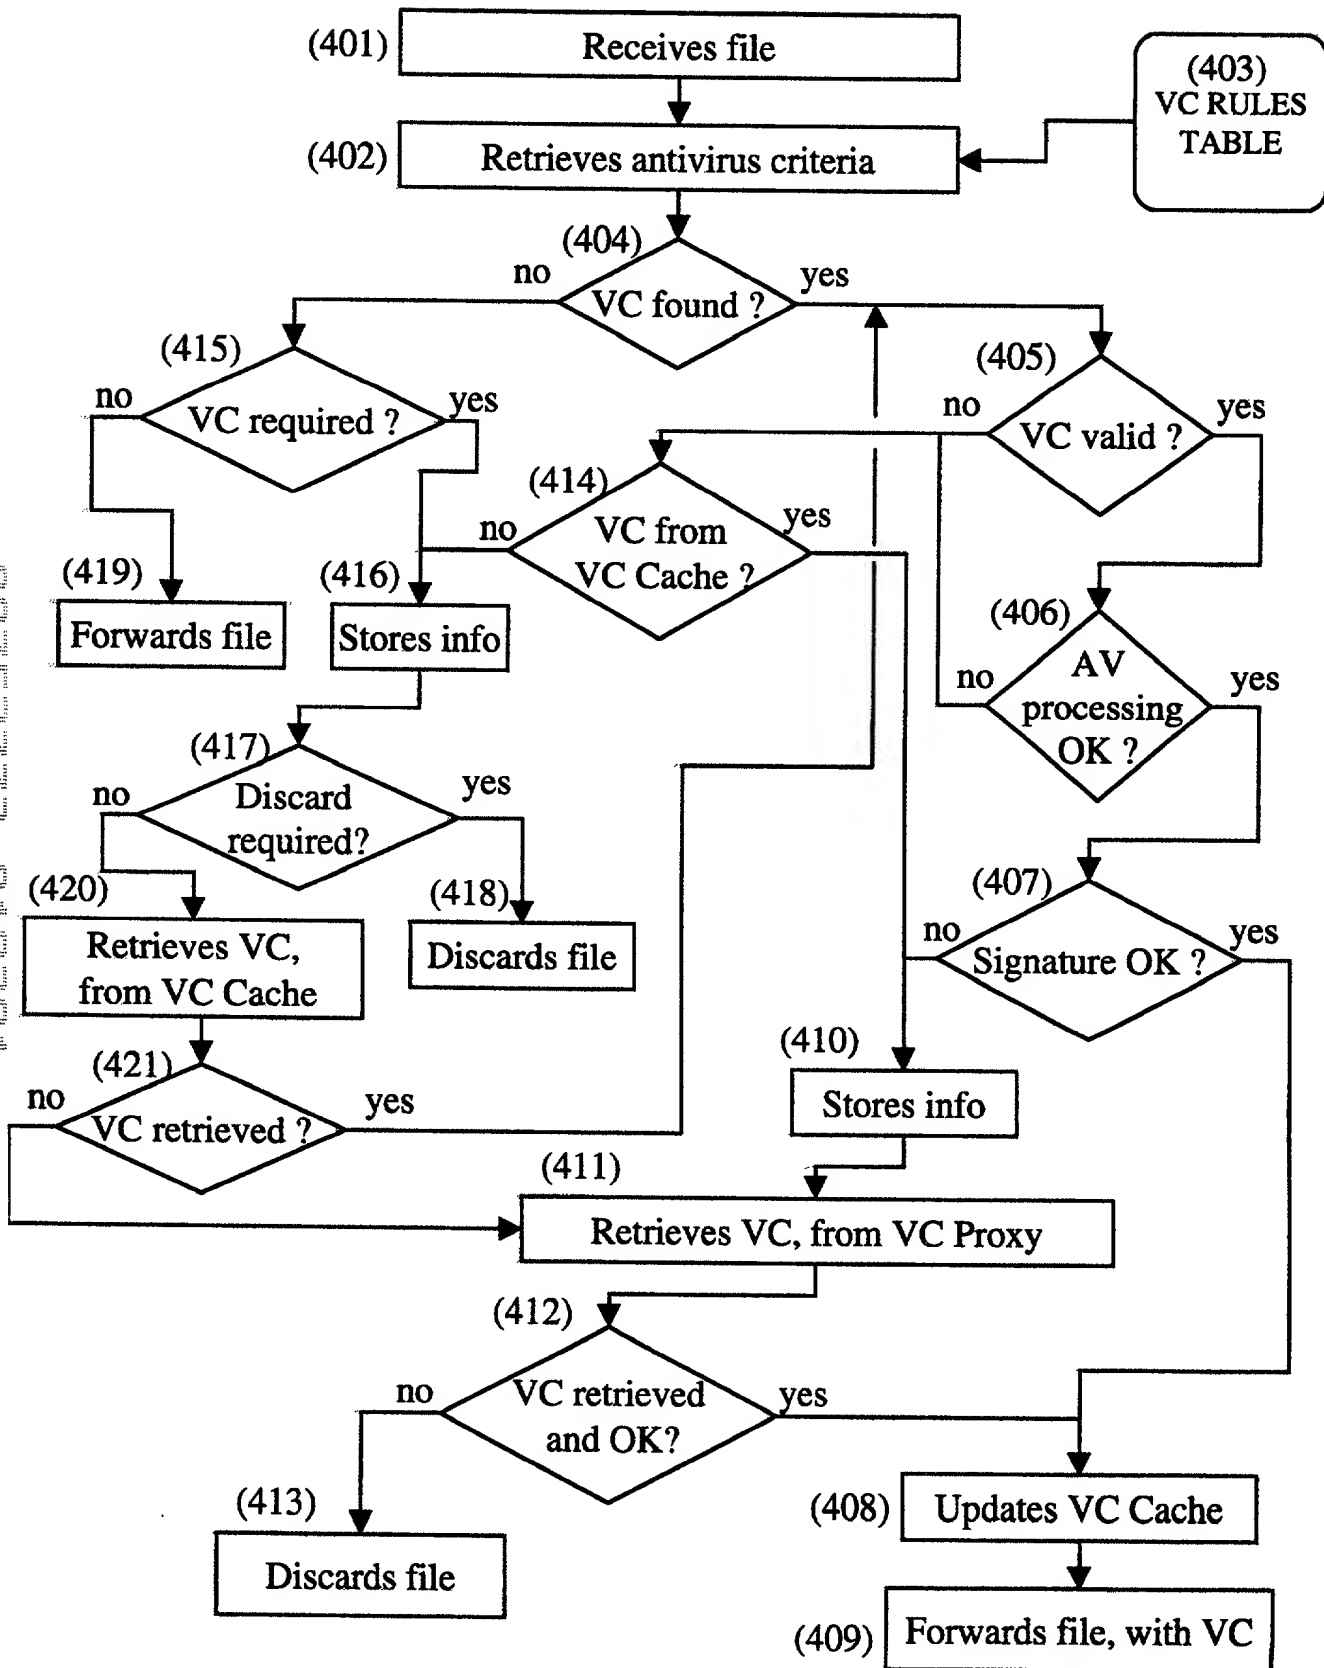 (401)
Receives file
(403)
VC RULES
TABLE
(402)
Retrieves antivirus criteria
(404)
no
yes
VC found ?
(415)
(405)
no
yes
VC required ?
no
yes
VC valid ?
(414)
no
yes
VC from
VC Cache ?
(419)
(416)
(406)
Forwards file
Stores info
no
yes
AV
processing
OK ?
(417)
no
yes
Discard
required?
(420)
(418)
(407)
Retrieves VC,
from VC Cache
Discards file
no
yes
Signature OK ?
(421)
(410)
no
yes
VC retrieved ?
Stores info
(411)
Retrieves VC, from VC Proxy
(412)
no
yes
VC retrieved
and OK?
(413)
(408)
Updates VC Cache
Discards file
(409)
Forwards file, with VC